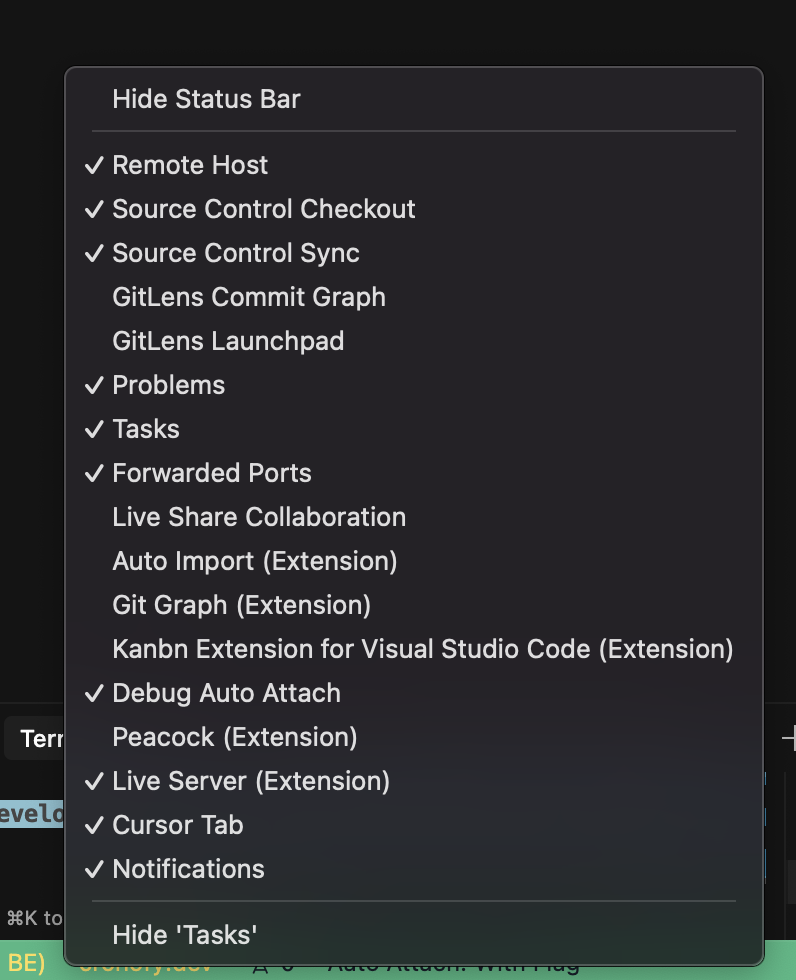 Hide Status Bar
✓ Remote Host
✓ Source Control Checkout
✓ Source Control Sync
GitLens Commit Graph
GitLens Launchpad
✓ Problems
✓ Tasks
✓ Forwarded Ports
Live Share Collaboration
Auto Import (Extension)
Git Graph (Extension)
Kanbn Extension for Visual Studio Code (Extension)
✓ Debug Auto Attach
Peacock (Extension)
Terr
✓ Live Server (Extension)
evelo
✓ Cursor Tab
✓ Notifications
⌘K to
Hide 'Tasks'
BE) Auto Attach: With Flag